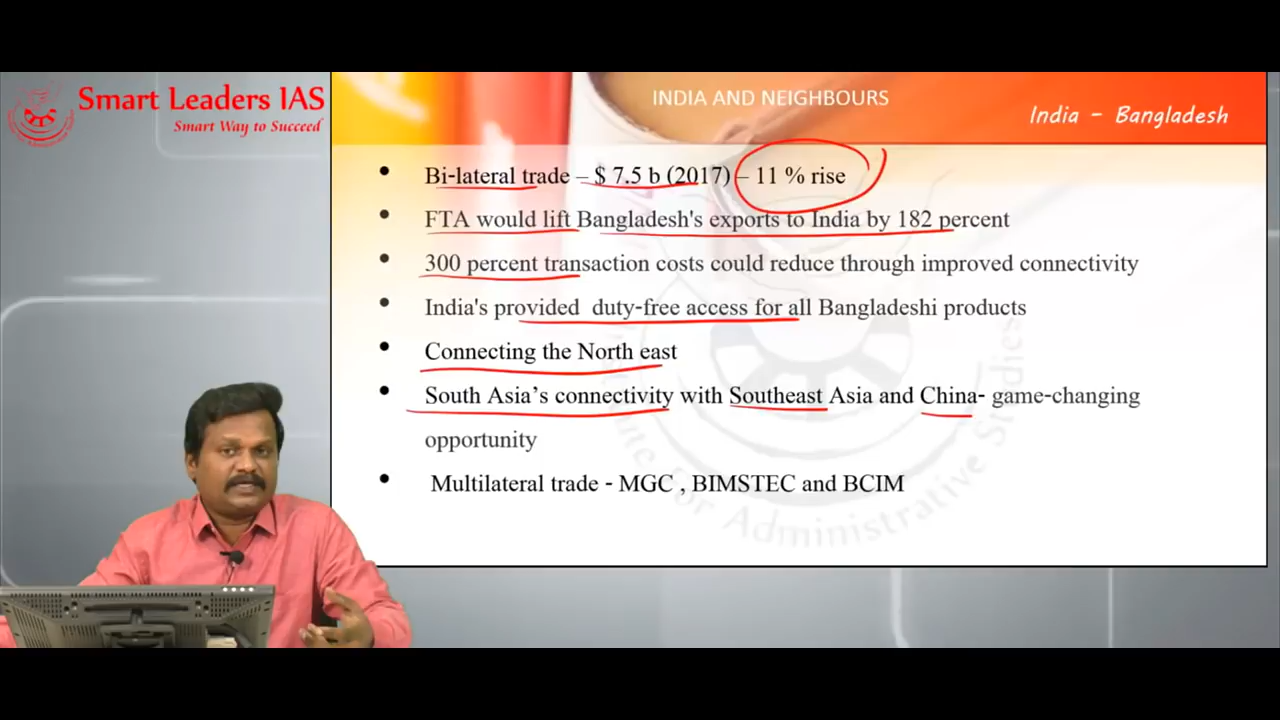 Smart Leaders IAS
Smart Way to Succeed
INDIA AND NEIGHBOURS
India - Bangladesh
• Bi-lateral trade – $ 7.5 b (2017) – 11 % rise
• FTA would lift Bangladesh's exports to India by 182 percent
• 300 percent transaction costs could reduce through improved connectivity
• India's provided duty-free access for all Bangladeshi products
• Connecting the North east
• South Asia’s connectivity with Southeast Asia and China- game-changing
opportunity
• Multilateral trade - MGC , BIMSTEC and BCIM
for Administrative Studies